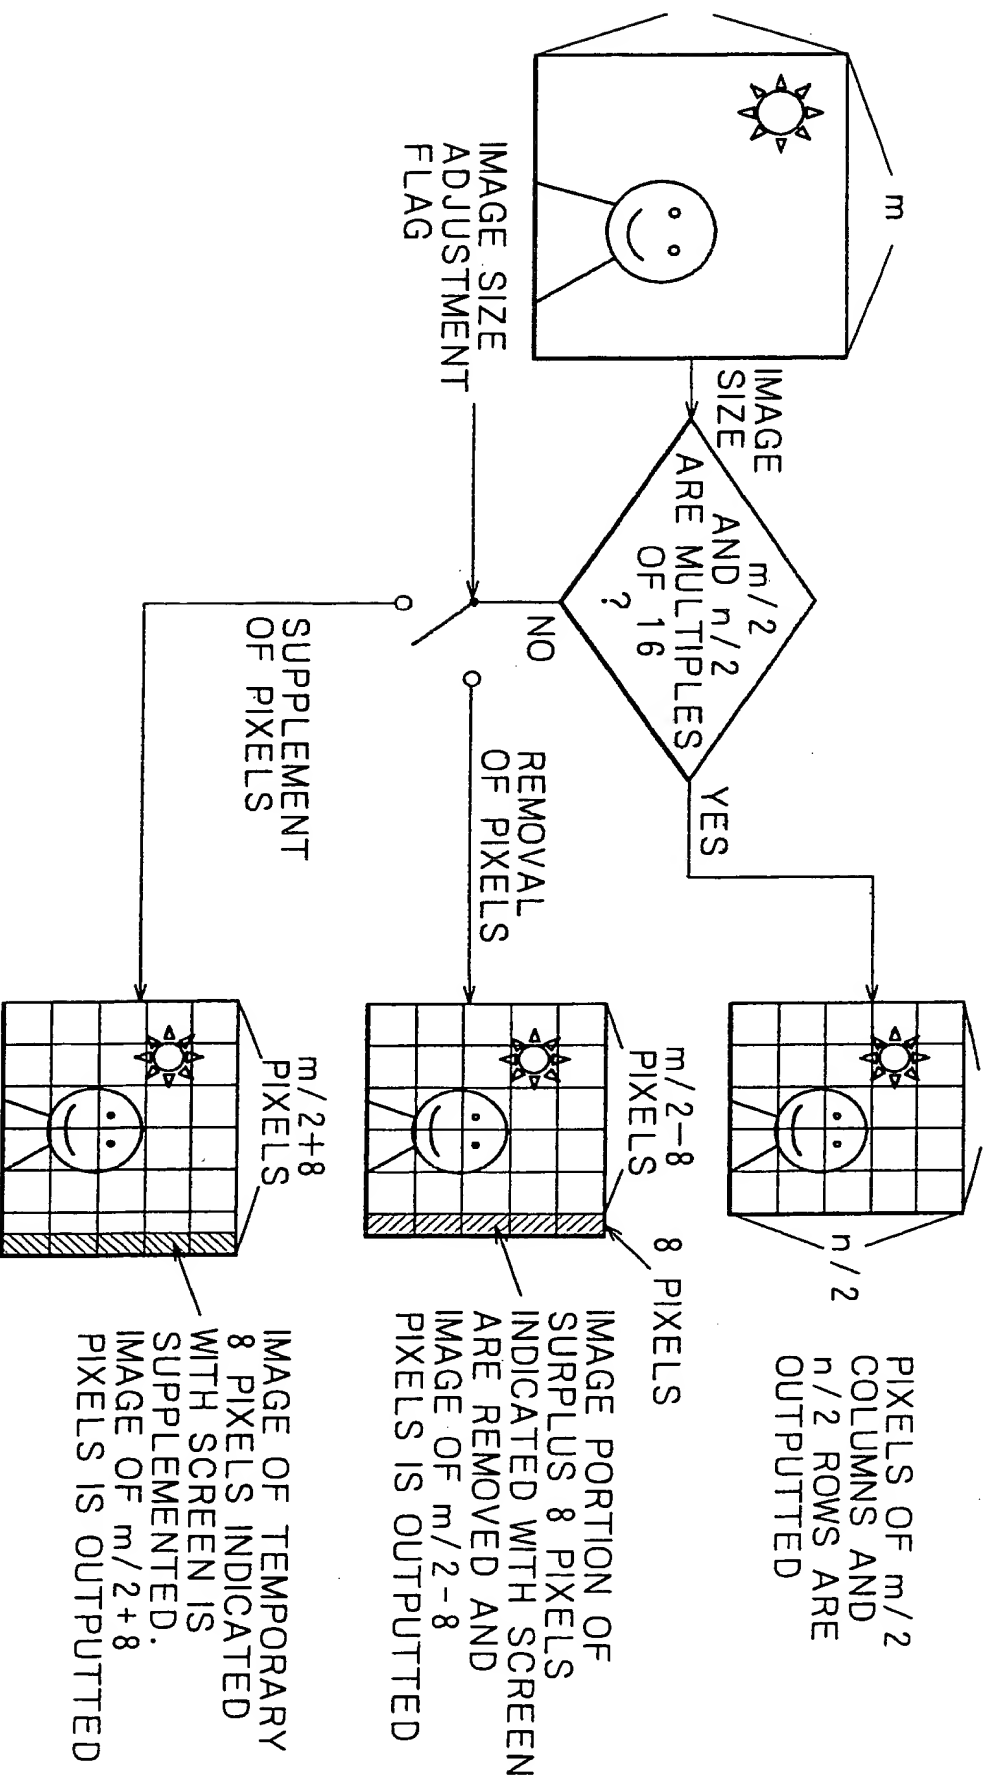 m
IMAGE
SIZE
m/2
AND n/2
ARE MULTIPLES
OF 16
?
YES
NO
IMAGE SIZE
ADJUSTMENT
FLAG
REMOVAL
OF PIXELS
SUPPLEMENT
OF PIXELS
n/2
PIXELS OF m/2
COLUMNS AND
n/2 ROWS ARE
OUTPUTTED
m/2-8
PIXELS
8 PIXELS
IMAGE PORTION OF
SURPLUS 8 PIXELS
INDICATED WITH SCREEN
ARE REMOVED AND
IMAGE OF m/2-8
PIXELS IS OUTPUTTED
m/2+8
PIXELS
IMAGE OF TEMPORARY
8 PIXELS INDICATED
WITH SCREEN IS
SUPPLEMENTED.
IMAGE OF m/2+8
PIXELS IS OUTPUTTED